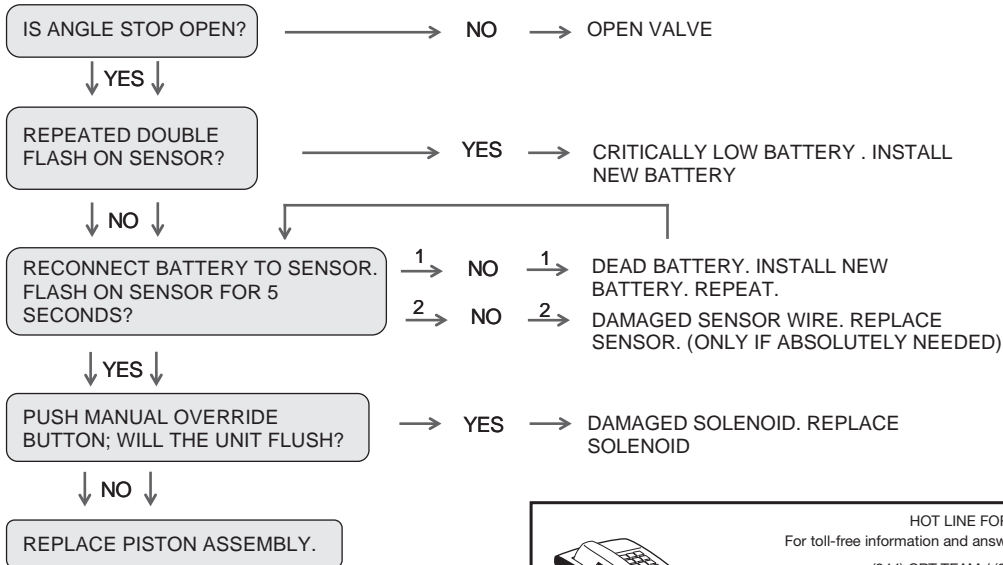 IS ANGLE STOP OPEN?
NO
OPEN VALVE
YES
REPEATED DOUBLE
FLASH ON SENSOR?
YES
CRITICALLY LOW BATTERY . INSTALL
NEW BATTERY
NO
RECONNECT BATTERY TO SENSOR.
FLASH ON SENSOR FOR 5
SECONDS?
1 NO 1
DEAD BATTERY. INSTALL NEW
BATTERY. REPEAT.
2 NO 2
DAMAGED SENSOR WIRE. REPLACE
SENSOR. (ONLY IF ABSOLUTELY NEEDED)
YES
PUSH MANUAL OVERRIDE
BUTTON; WILL THE UNIT FLUSH?
YES
DAMAGED SOLENOID. REPLACE
SOLENOID
NO
REPLACE PISTON ASSEMBLY.
HOT LINE FOR
For toll-free information and answ